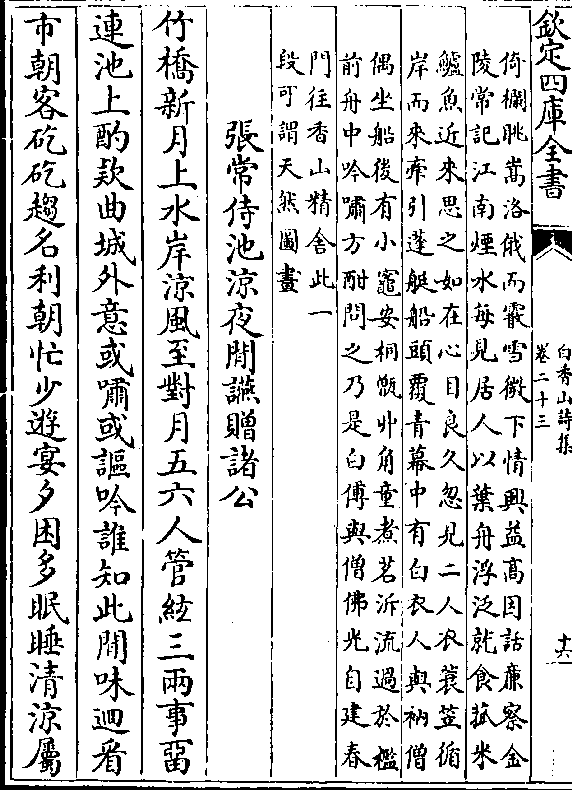 欽定四庫全書
白香山詩集
卷二十三
十六
倚欄眺嵩洛俄而霰雪微下情興益高因話亷察金
陵常記江南煙水每見居人以葉舟浮泛就食菰米
鱸魚近來思之如在心目良久忽見二人衣蓑笠循
岸而來牽引蓬艇船頭覆青幕中有白衣人與衲僧
偶坐船後有小竈安桐甑丱角童煮茗泝流過於檻
前舟中吟嘯方酣問之乃是白傅與僧佛光自建春
門往香山精舍此一
段可謂天然圖畫
張常侍池涼夜閒讌贈諸公
竹橋新月上水岸涼風至對月五六人管絃三兩事畱
連池上酌欵曲城外意或嘯或謳吟誰知此閒味迴看
市朝客矻矻趨名利朝忙少遊宴夕困多眠睡清涼屬